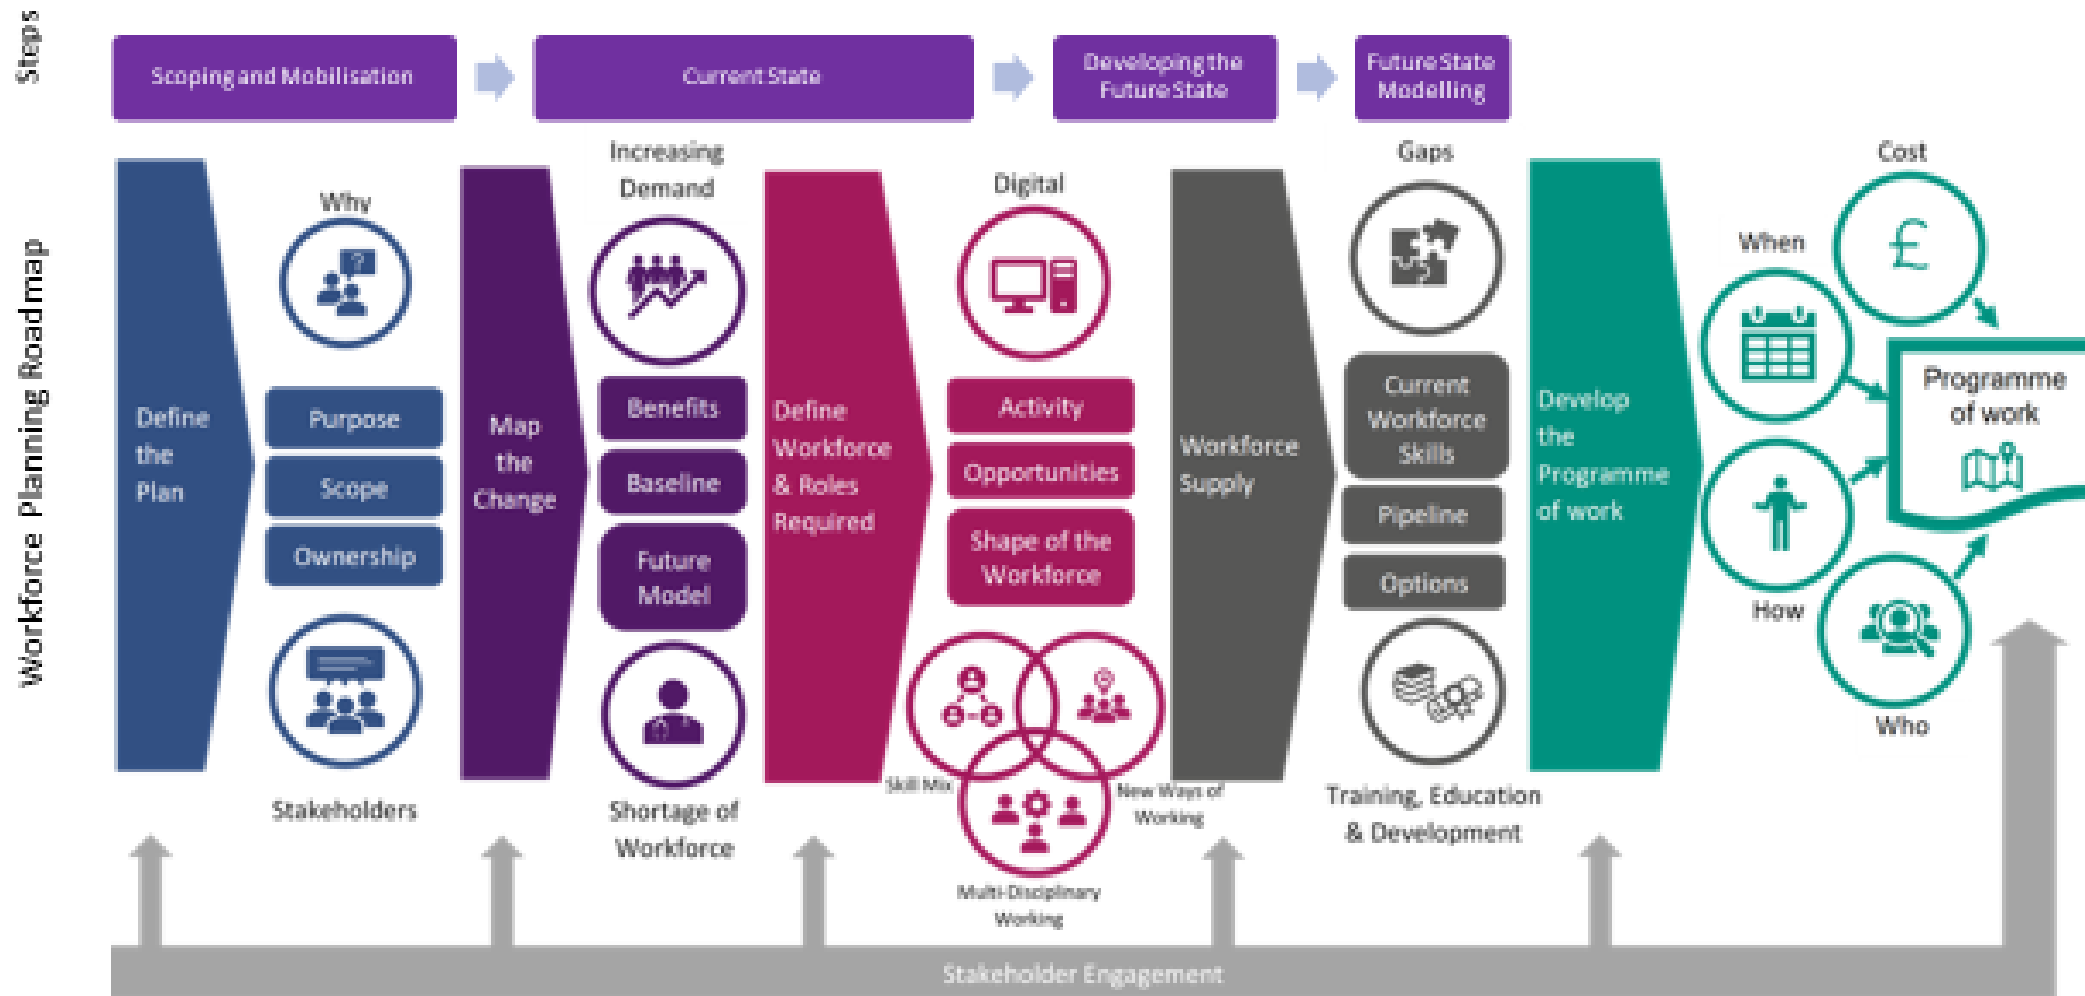 Steps
Scoping and Mobilisation
Current State
Developing the
Future State
Future State
Modelling
Workforce Planning Road map
Define
the
Plan
Why
?
Purpose
Scope
Ownership
Stakeholders
Map
the
Change
Increasing
Demand
Benefits
Baseline
Future
Model
Shortage of
Workforce
Define
Workforce
& Roles
Required
Digital
Activity
Opportunities
Shape of the
Workforce
Skill Mix
New Ways of
Working
Multi-Disciplinary
Working
Workforce
Supply
Gaps
Current
Workforce
Skills
Pipeline
Options
Training, Education
& Development
Develop
the
Programme
of work
Cost
£
When
Programme
of work
How
Who
Stakeholder Engagement